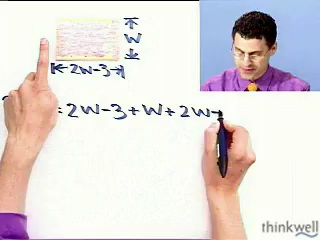 W
|← 2W-3 →|
= 2W-3+W+2W-
thinkwell